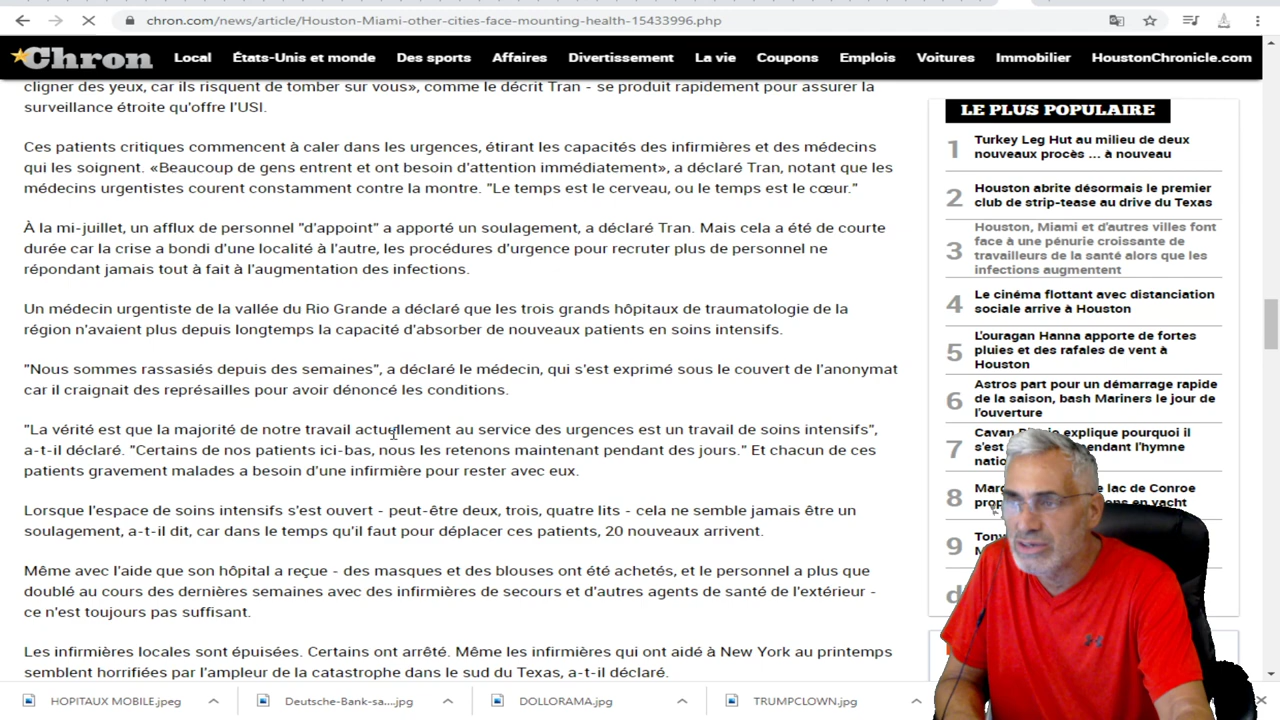 chron.com/news/article/Houston-Miami-other-cities-face-mounting-health-15433996.php
Chron Local États-Unis et monde Des sports Affaires Divertissement La vie Coupons Emplois Voitures Immobilier HoustonChronicle.com
cligner des yeux, car ils risquent de tomber sur vous», comme le décrit Tran - se produit rapidement pour assurer la
surveillance étroite qu'offre l'USI.
Ces patients critiques commencent à caler dans les urgences, étirant les capacités des infirmières et des médecins
qui les soignent. «Beaucoup de gens entrent et ont besoin d'attention immédiatement», a déclaré Tran, notant que les
médecins urgentistes courent constamment contre la montre. "Le temps est le cerveau, ou le temps est le cœur."
À la mi-juillet, un afflux de personnel "d'appoint" a apporté un soulagement, a déclaré Tran. Mais cela a été de courte
durée car la crise a bondi d'une localité à l'autre, les procédures d'urgence pour recruter plus de personnel ne
répondant jamais tout à fait à l'augmentation des infections.
Un médecin urgentiste de la vallée du Rio Grande a déclaré que les trois grands hôpitaux de traumatologie de la
région n'avaient plus depuis longtemps la capacité d'absorber de nouveaux patients en soins intensifs.
"Nous sommes rassasiés depuis des semaines", a déclaré le médecin, qui s'est exprimé sous le couvert de l'anonymat
car il craignait des représailles pour avoir dénoncé les conditions.
"La vérité est que la majorité de notre travail actuellement au service des urgences est un travail de soins intensifs",
a-t-il déclaré. "Certains de nos patients ici-bas, nous les retenons maintenant pendant des jours." Et chacun de ces
patients gravement malades a besoin d'une infirmière pour rester avec eux.
Lorsque l'espace de soins intensifs s'est ouvert - peut-être deux, trois, quatre lits - cela ne semble jamais être un
soulagement, a-t-il dit, car dans le temps qu'il faut pour déplacer ces patients, 20 nouveaux arrivent.
Même avec l'aide que son hôpital a reçue - des masques et des blouses ont été achetés, et le personnel a plus que
doublé au cours des dernières semaines avec des infirmières de secours et d'autres agents de santé de l'extérieur -
ce n'est toujours pas suffisant.
Les infirmières locales sont épuisées. Certains ont arrêté. Même les infirmières qui ont aidé à New York au printemps
semblent horrifiées par l'ampleur de la catastrophe dans le sud du Texas, a-t-il déclaré.
LE PLUS POPULAIRE
1 Turkey Leg Hut au milieu de deux
nouveaux procès ... à nouveau
2 Houston abrite désormais le premier
club de strip-tease au drive du Texas
3 Houston, Miami et d'autres villes font
face à une pénurie croissante de
travailleurs de la santé alors que les
infections augmentent
4 Le cinéma flottant avec distanciation
sociale arrive à Houston
5 L'ouragan Hanna apporte de fortes
pluies et des rafales de vent à
Houston
6 Astros part pour un démarrage rapide
de la saison, bash Mariners le jour de
l'ouverture
7 Cavan explique pourquoi il
s'est pendant l'hymne
8 le lac de Conroe
en yacht
9
HOPITAUX MOBILE.jpeg Deutsche-Bank-sa....jpg DOLLORAMA.jpg TRUMPCLOWN.jpg